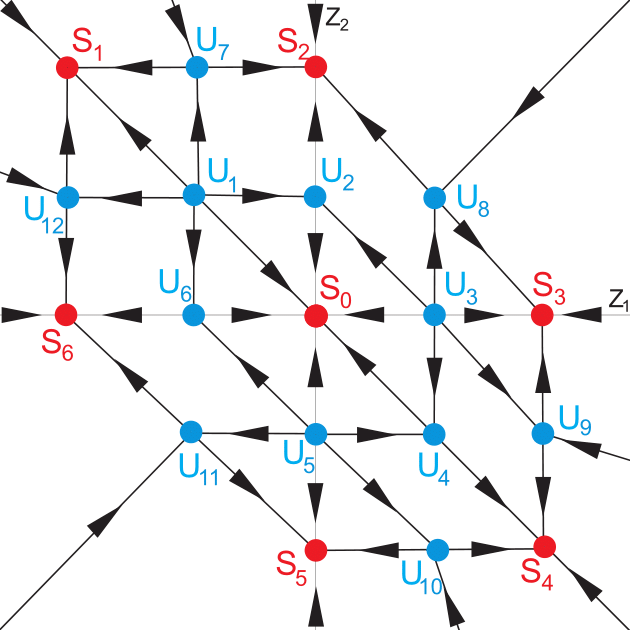 Z₂
S₁ U₇ S₂
U₁ U₂
U₁₂ U₈
U₆ S₀ U₃ S₃
Z₁
S₆
U₁₁ U₅ U₄ U₉
S₅ U₁₀ S₄